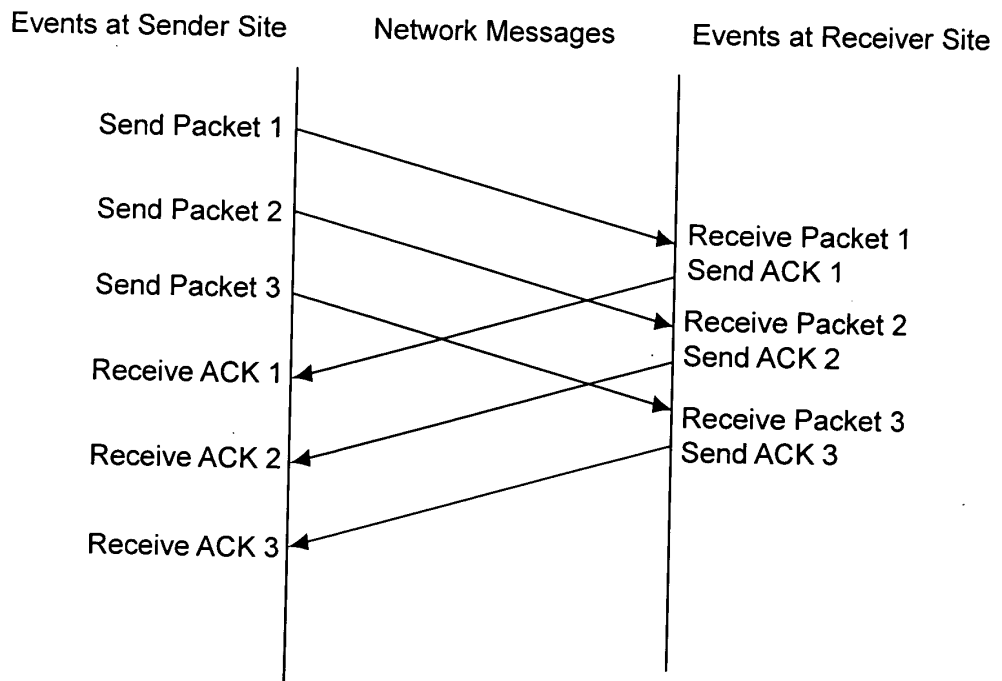 Events at Sender Site
Network Messages
Events at Receiver Site
Send Packet 1
Send Packet 2
Send Packet 3
Receive ACK 1
Receive ACK 2
Receive ACK 3
Receive Packet 1
Send ACK 1
Receive Packet 2
Send ACK 2
Receive Packet 3
Send ACK 3